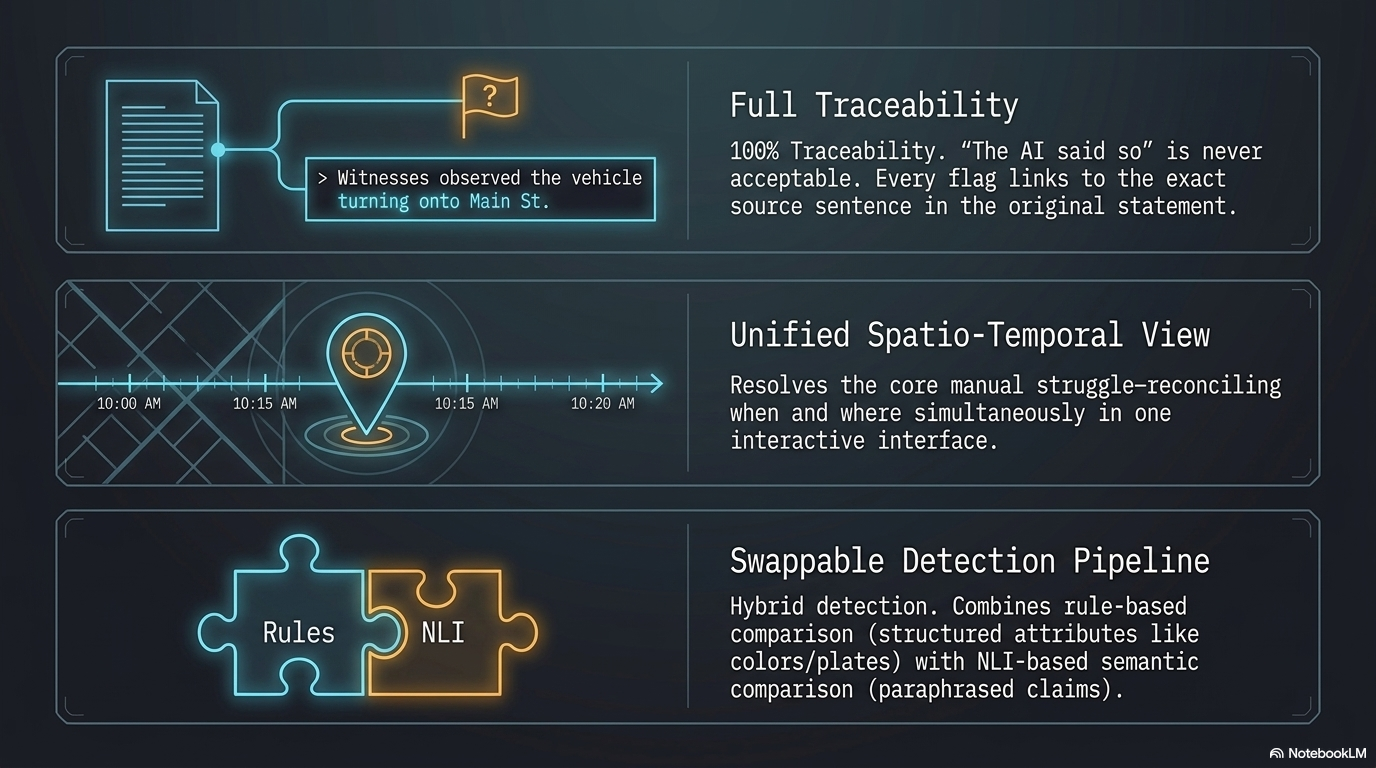 ?
> Witnesses observed the vehicle
turning onto Main St.
Full Traceability
100% Traceability. “The AI said so” is never
acceptable. Every flag links to the exact
source sentence in the original statement.
10:00 AM
10:15 AM
10:15 AM
10:20 AM
Unified Spatio-Temporal View
Resolves the core manual struggle—reconciling
when and where simultaneously in one
interactive interface.
Rules
NLI
Swappable Detection Pipeline
Hybrid detection. Combines rule-based
comparison (structured attributes like
colors/plates) with NLI-based semantic
comparison (paraphrased claims).
NotebookLM